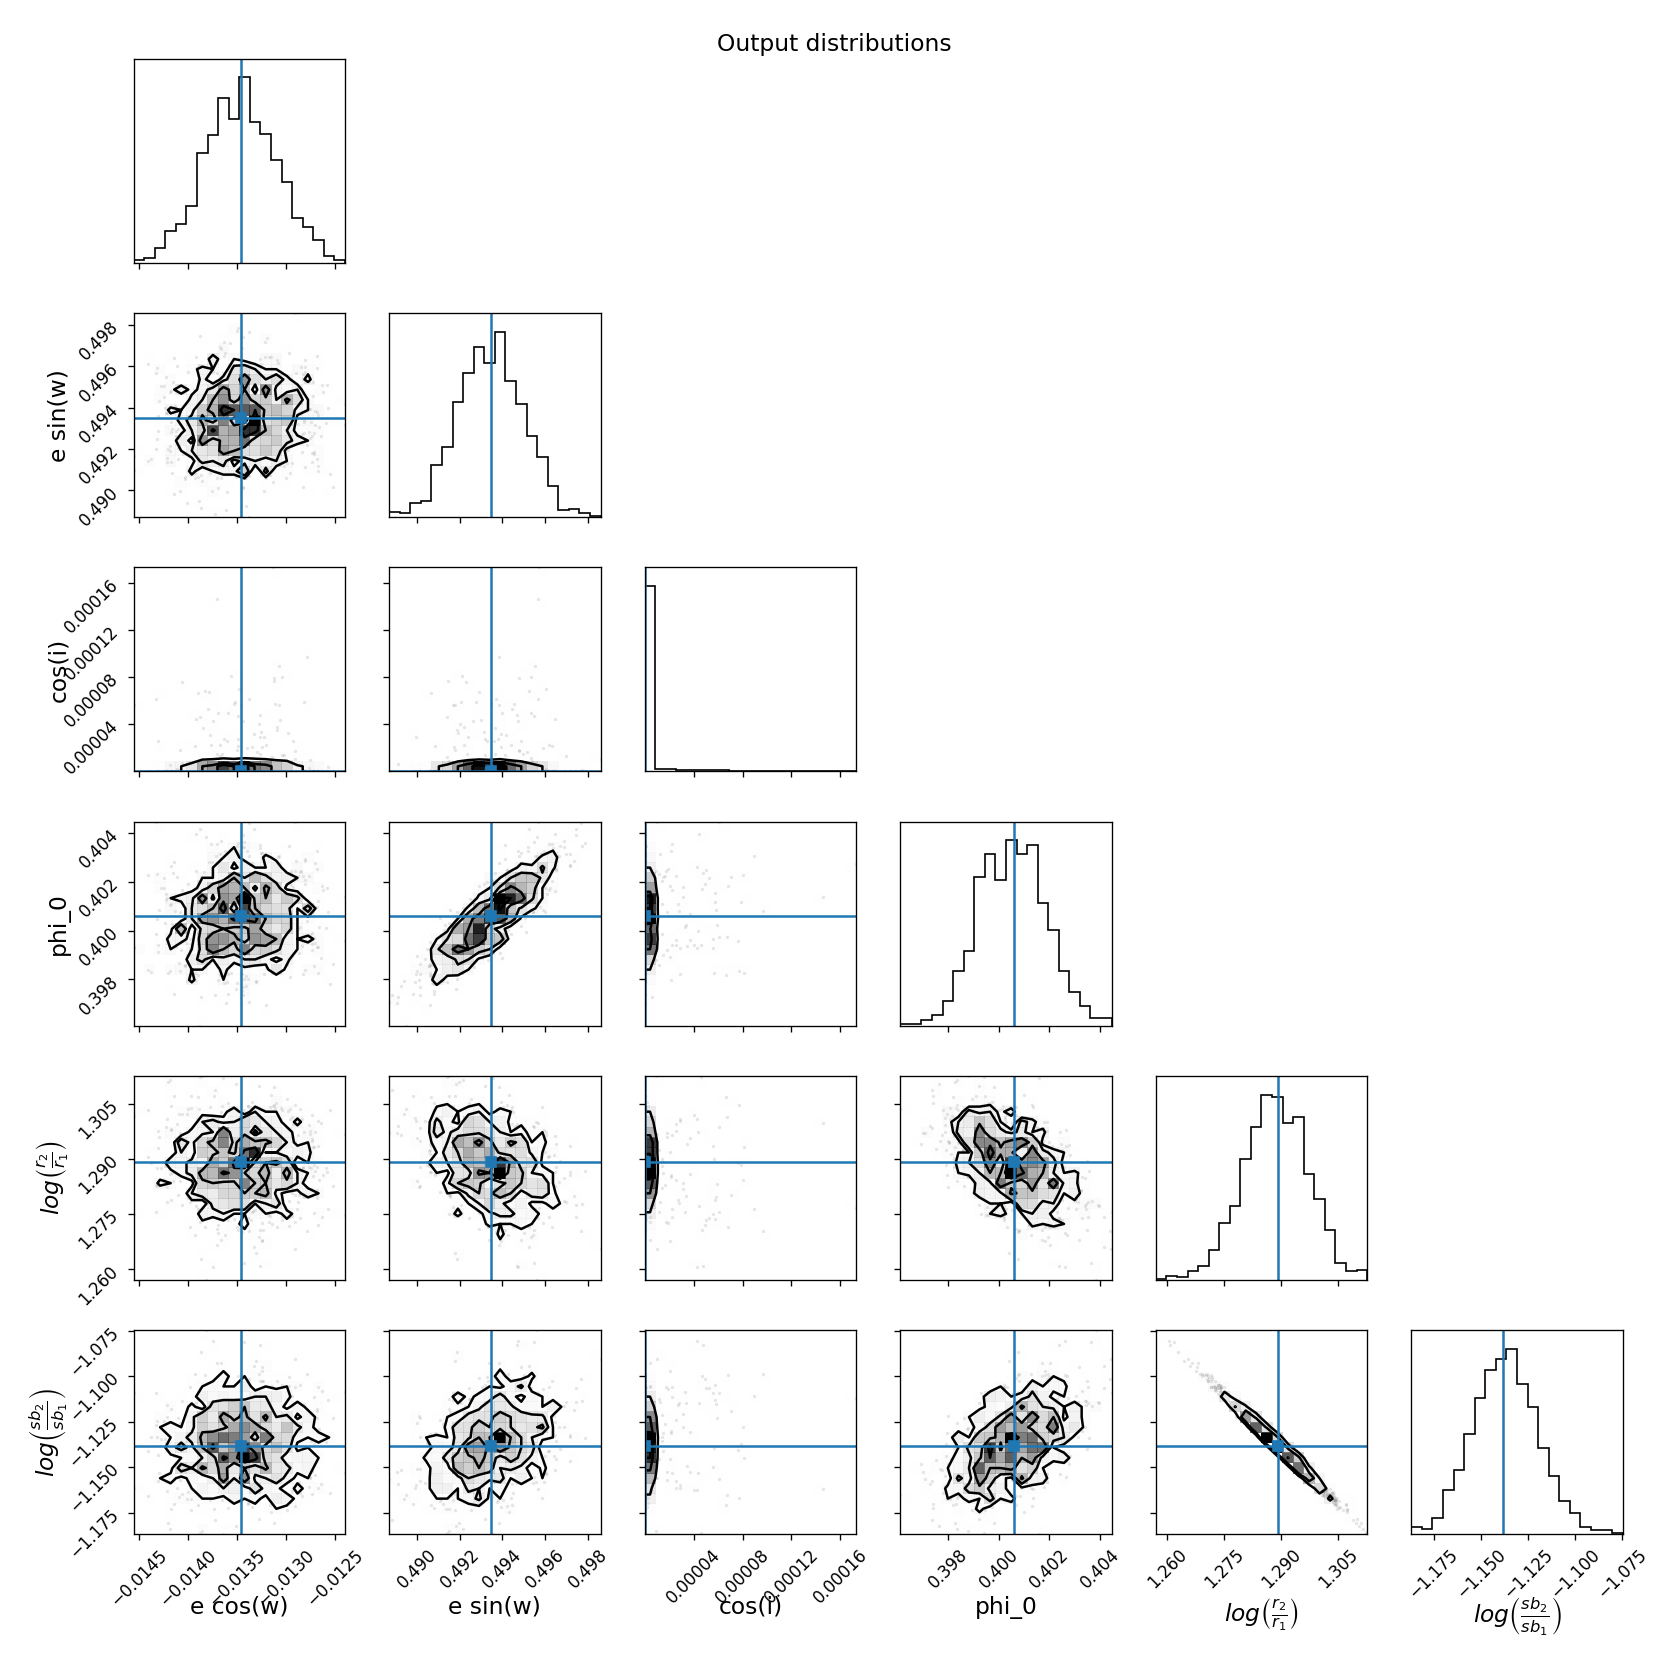 Output distributions
e sin(w)
0.498
0.496
0.494
0.492
0.490
cos(i)
0.00016
0.00012
0.00008
0.00004
phi_0
0.404
0.402
0.400
0.398
log(r2/r1)
1.305
1.290
1.275
1.260
log(sb2/sb1)
−1.075
−1.100
−1.125
−1.150
−1.175
−0.0145 −0.0140 −0.0135 −0.0130 −0.0125
e cos(w)
0.490 0.492 0.494 0.496 0.498
e sin(w)
0.00004 0.00008 0.00012 0.00016
cos(i)
0.398 0.400 0.402 0.404
phi_0
1.260 1.275 1.290 1.305
log(r2/r1)
−1.175 −1.150 −1.125 −1.100 −1.075
log(sb2/sb1)